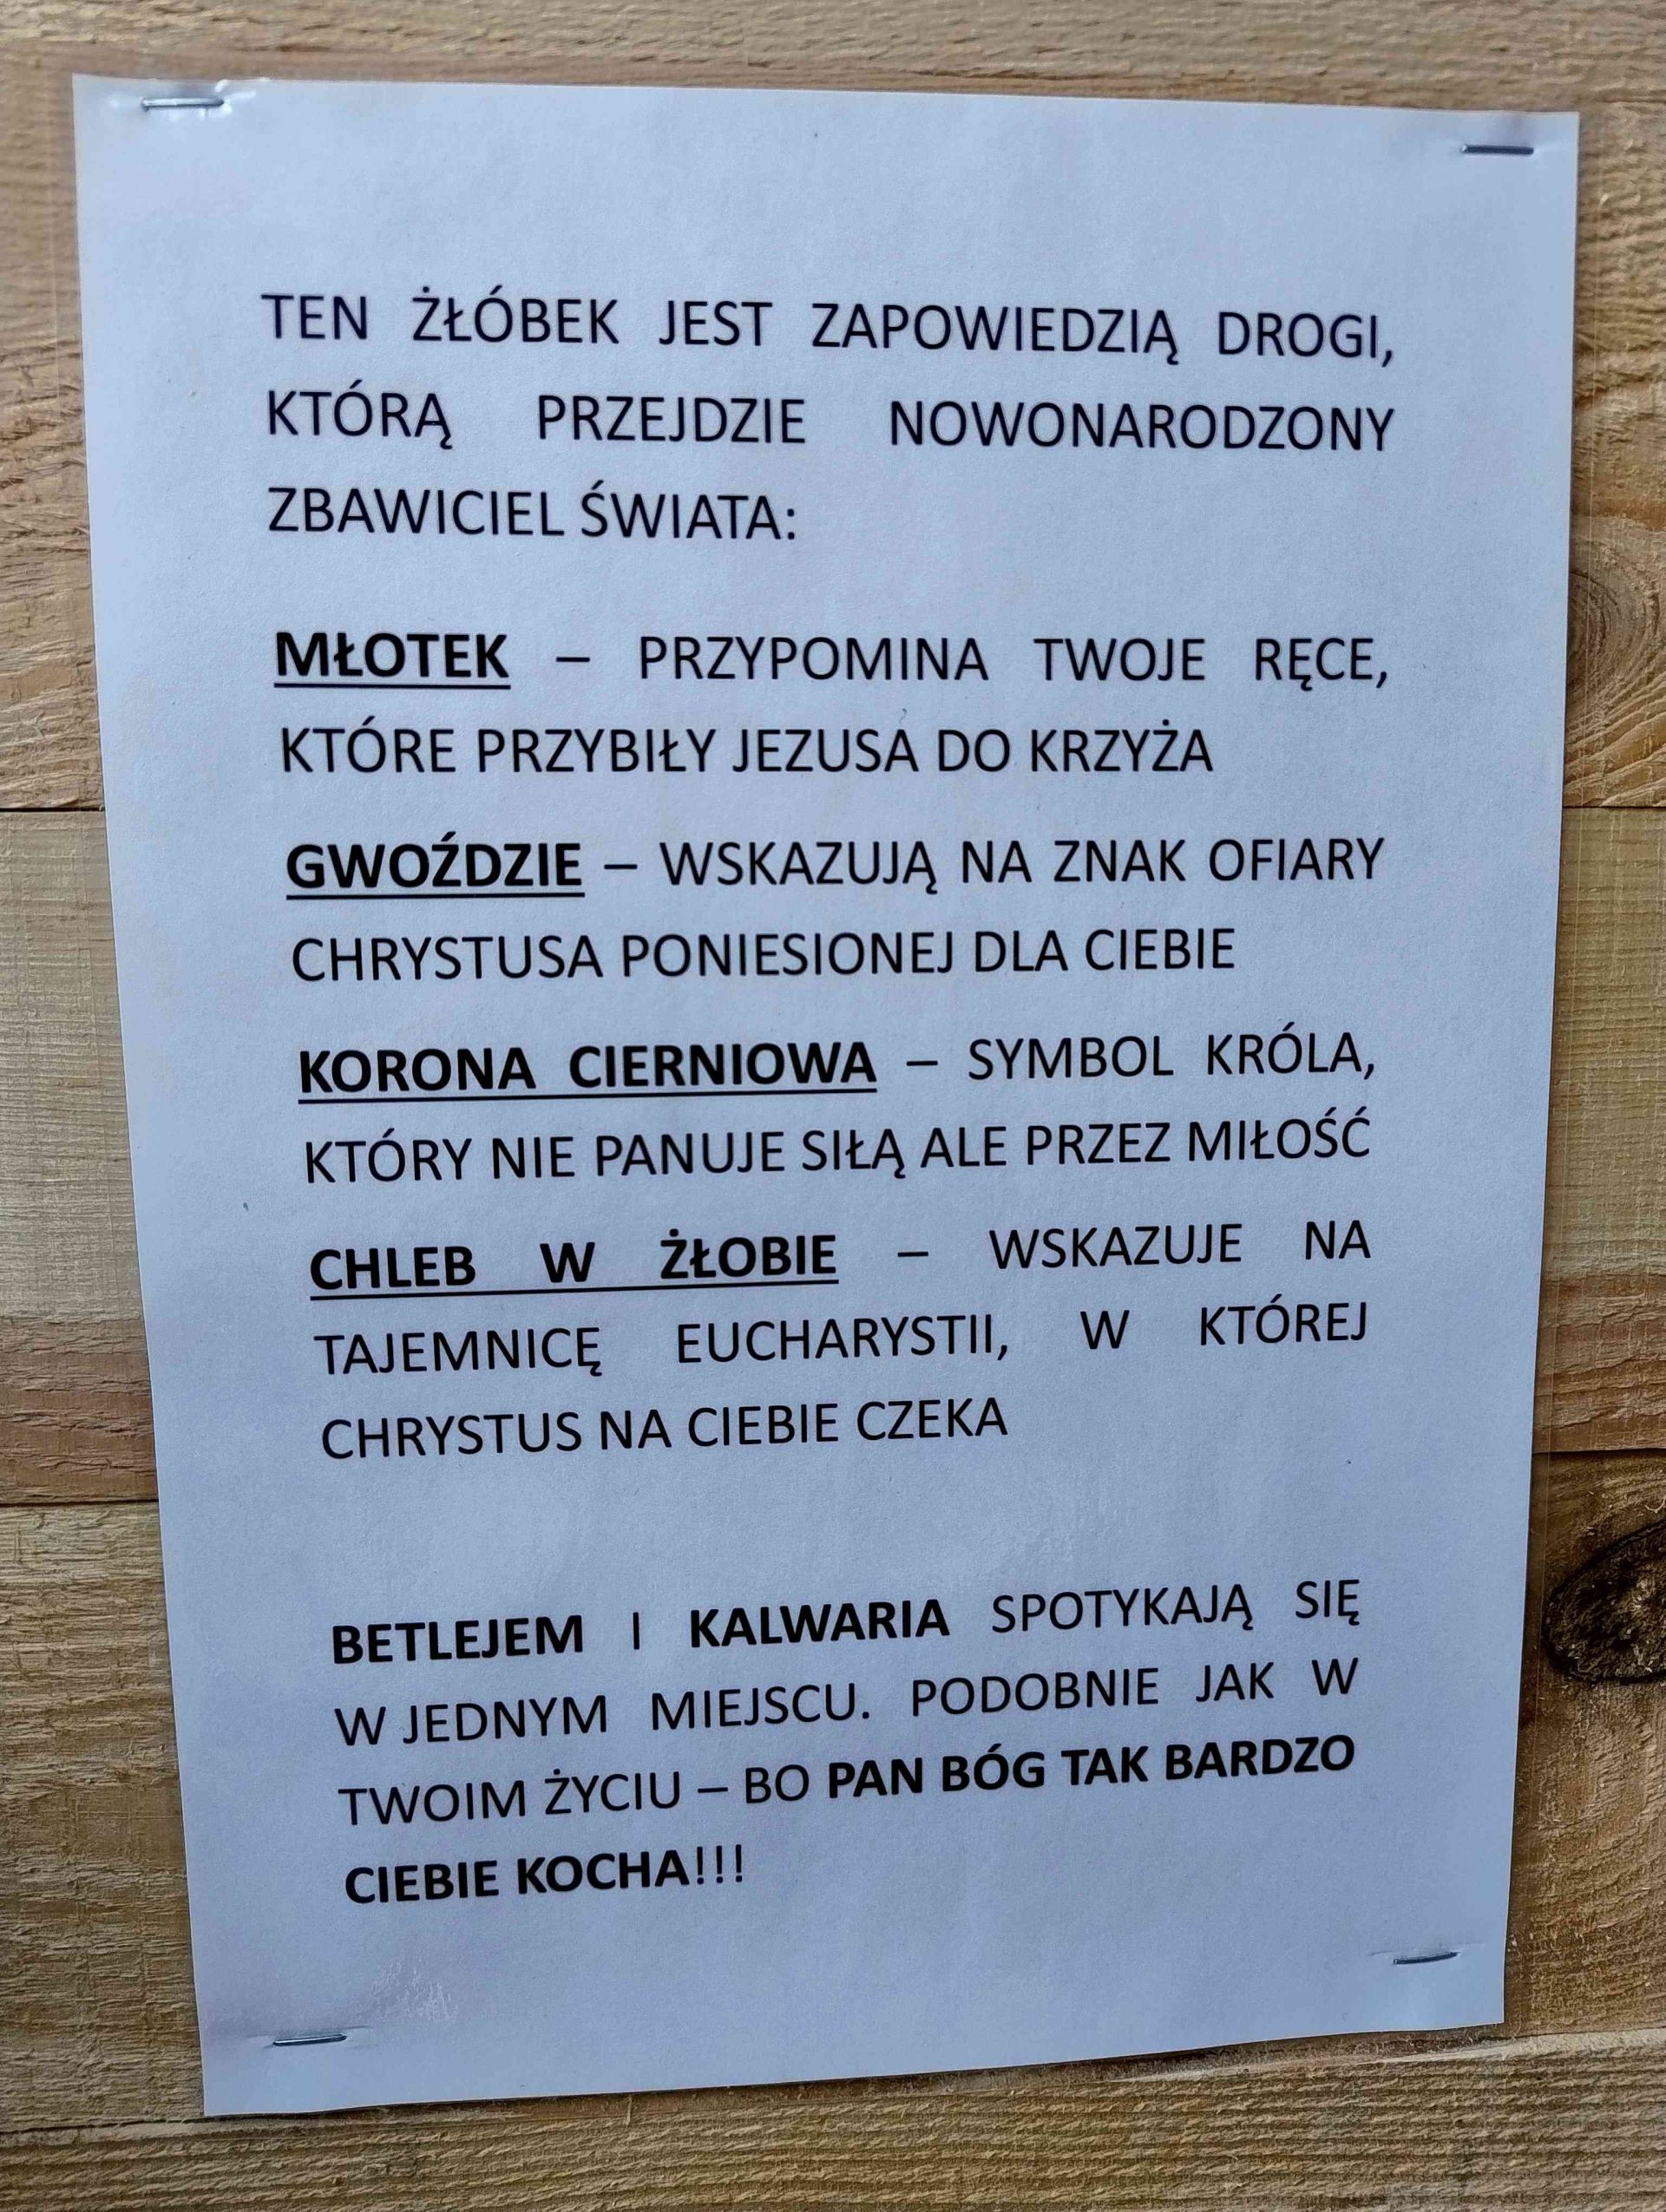 TEN ŻŁÓBEK JEST ZAPOWIEDZIĄ DROGI,
KTÓRĄ PRZEJDZIE NOWONARODZONY
ZBAWICIEL ŚWIATA:
MŁOTEK – PRZYPOMINA TWOJE RĘCE,
KTÓRE PRZYBIŁY JEZUSA DO KRZYŻA
GWOŹDZIE – WSKAZUJĄ NA ZNAK OFIARY
CHRYSTUSA PONIESIONEJ DLA CIEBIE
KORONA CIERNIOWA – SYMBOL KRÓLA,
KTÓRY NIE PANUJE SIŁĄ ALE PRZEZ MIŁOŚĆ
CHLEB W ŻŁOBIE – WSKAZUJE NA
TAJEMNICĘ EUCHARYSTII, W KTÓREJ
CHRYSTUS NA CIEBIE CZEKA
BETLEJEM I KALWARIA SPOTYKAJĄ SIĘ
W JEDNYM MIEJSCU. PODOBNIE JAK W
TWOIM ŻYCIU – BO PAN BÓG TAK BARDZO
CIEBIE KOCHA!!!